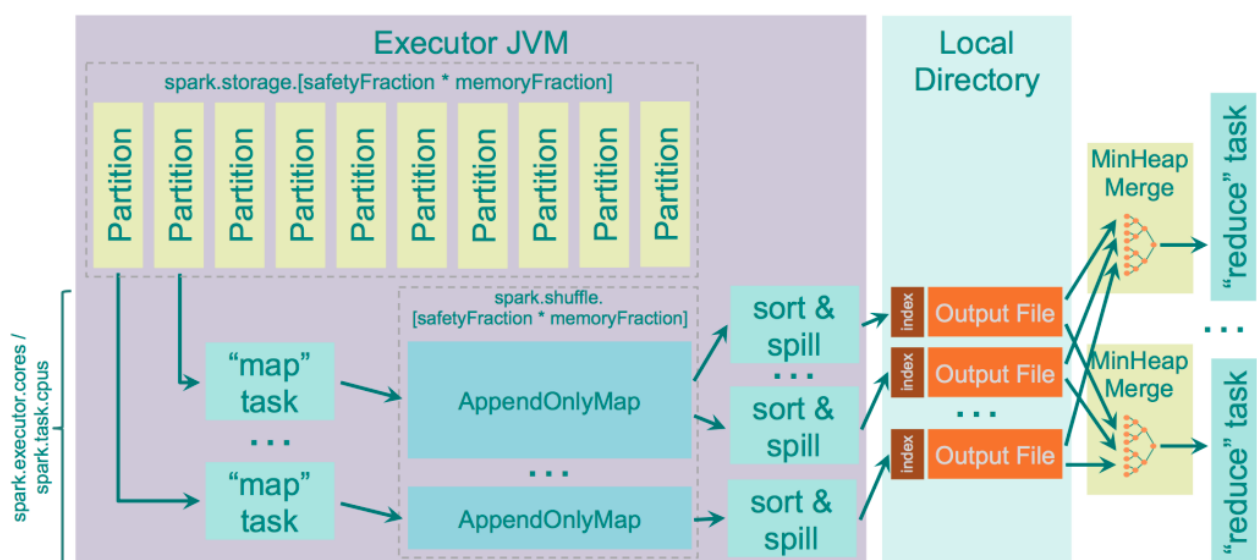 Executor JVM
spark.storage.[safetyFraction * memoryFraction]
Partition
Partition
Partition
Partition
Partition
Partition
Partition
Partition
Partition
Partition
Local
Directory
spark.executor.cores /
spark.task.cpus
"map"
task
...
"map"
task
spark.shuffle.
[safetyFraction * memoryFraction]
AppendOnlyMap
...
AppendOnlyMap
sort &
spill
...
sort &
spill
sort &
spill
index
Output File
index
Output File
...
index
Output File
MinHeap
Merge
MinHeap
Merge
"reduce" task
...
"reduce" task